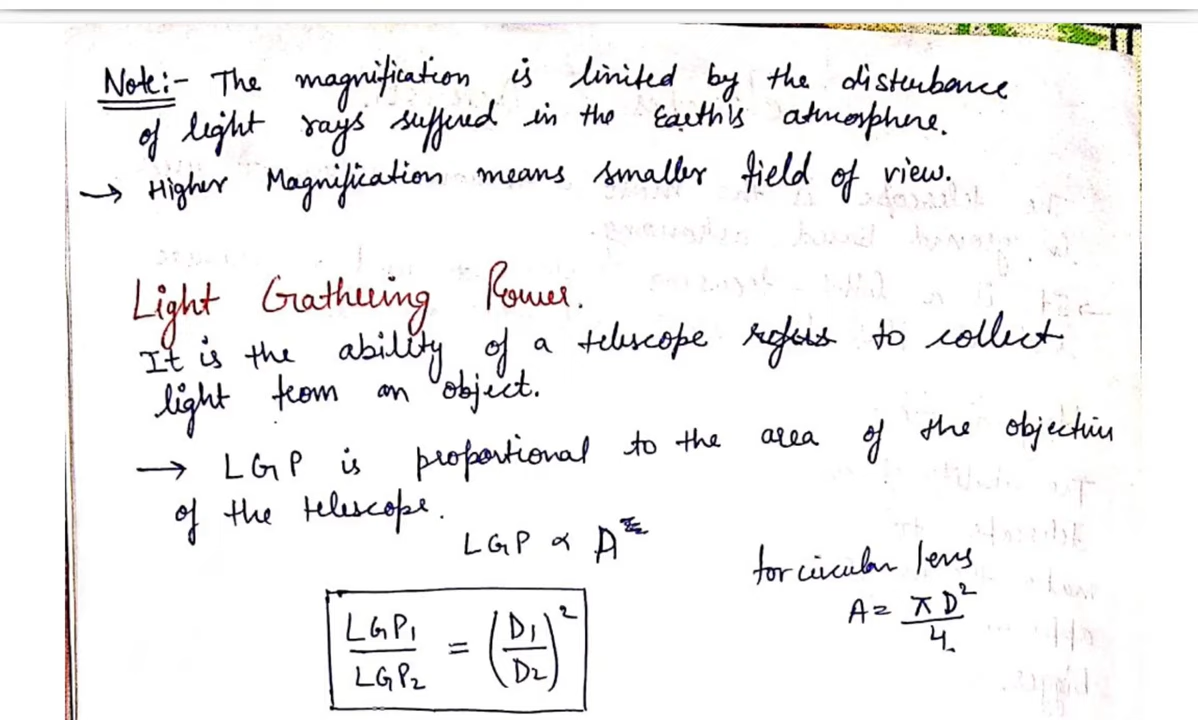 Note:- The magnification is limited by the disturbance
of light rays suffered in the Earth's atmosphere.
→ Higher Magnification means smaller field of view.
Light Gathering Power.
It is the ability of a telescope refers to collect
light from an object.
→ LGP is proportional to the area of the objective
of the telescope.
LGP ∝ A
for circular lens
A = πD²/4
LGP₁/LGP₂ = (D₁/D₂)²